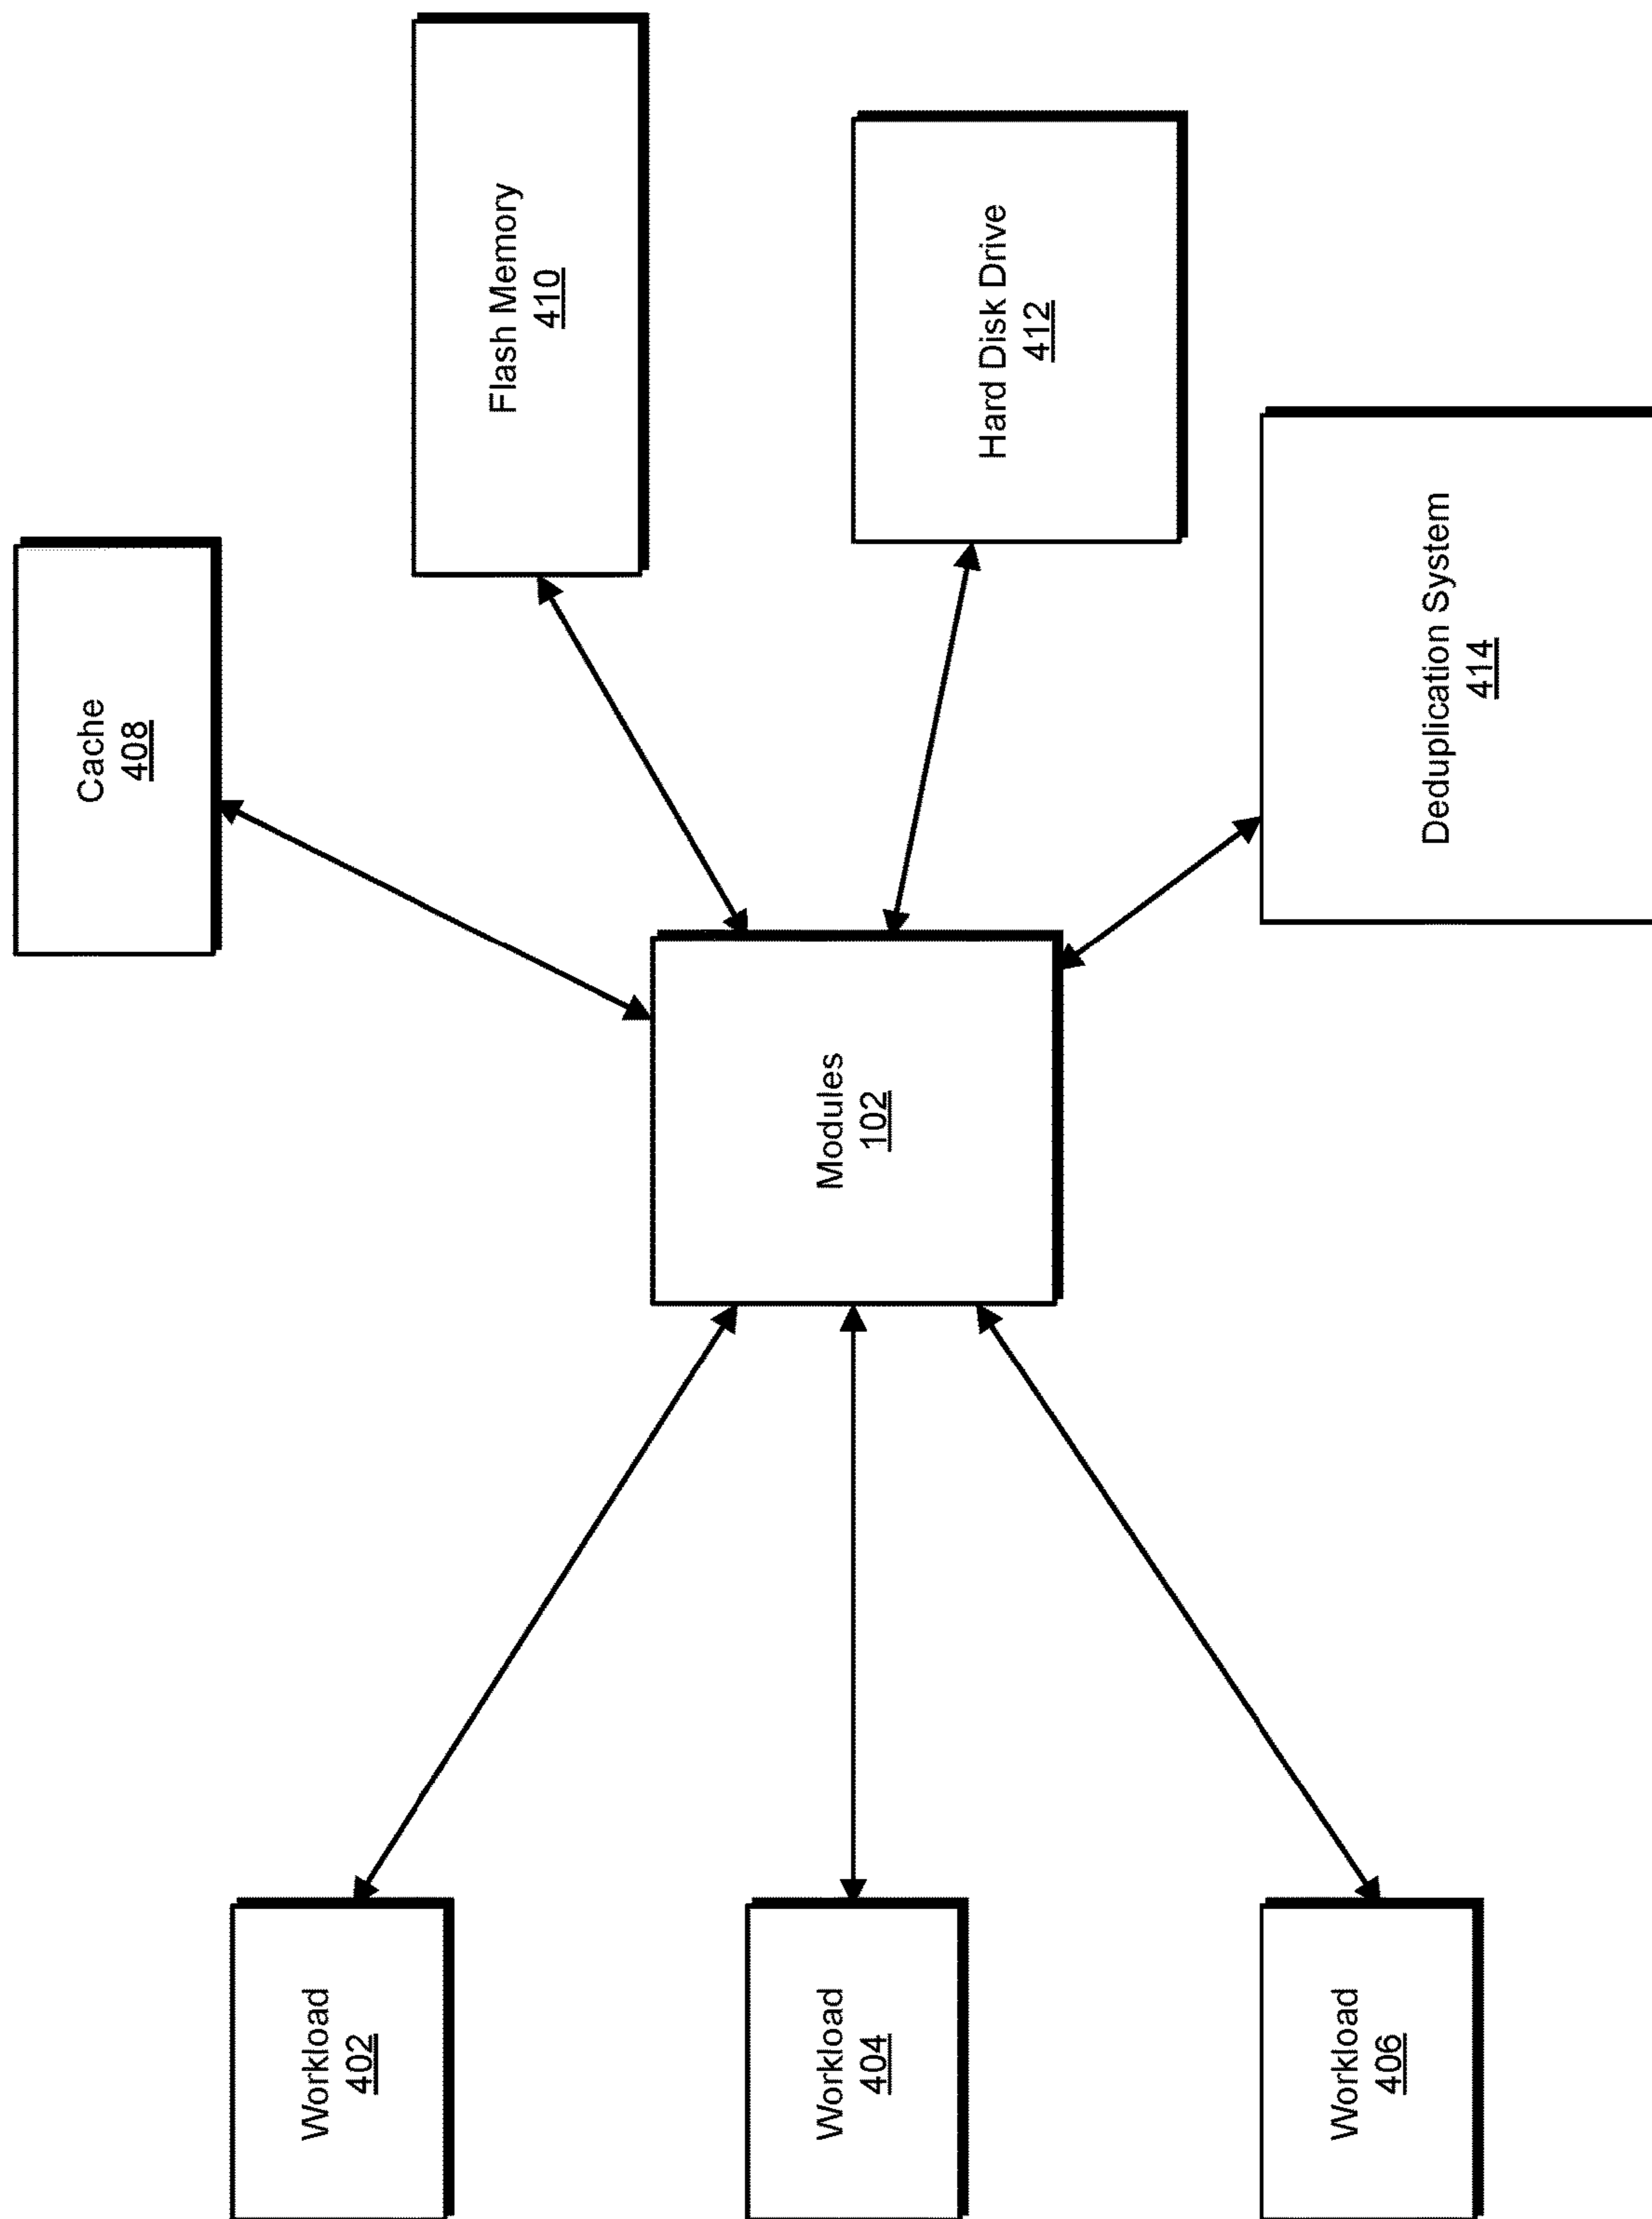 Workload
402
Workload
404
Workload
406
Modules
102
Cache
408
Flash Memory
410
Hard Disk Drive
412
Deduplication System
414